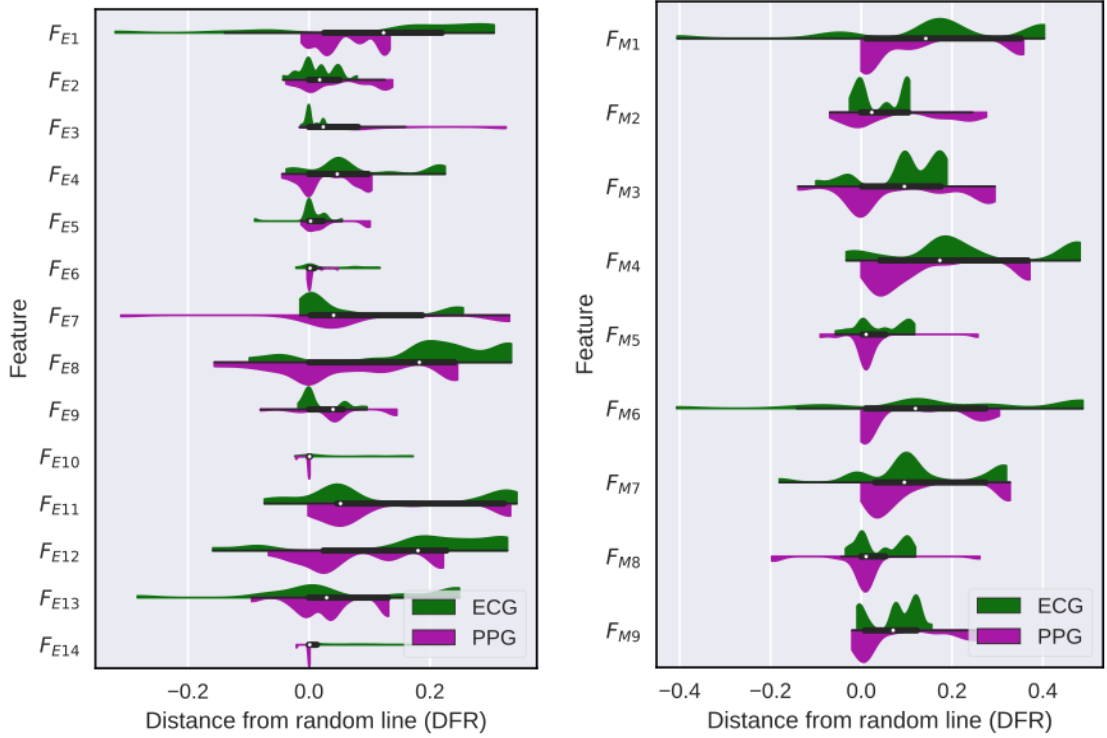 Feature
F_E1
F_E2
F_E3
F_E4
F_E5
F_E6
F_E7
F_E8
F_E9
F_E10
F_E11
F_E12
F_E13
F_E14
ECG
PPG
−0.2 0.0 0.2
Distance from random line (DFR)
Feature
F_M1
F_M2
F_M3
F_M4
F_M5
F_M6
F_M7
F_M8
F_M9
ECG
PPG
−0.4 −0.2 0.0 0.2 0.4
Distance from random line (DFR)